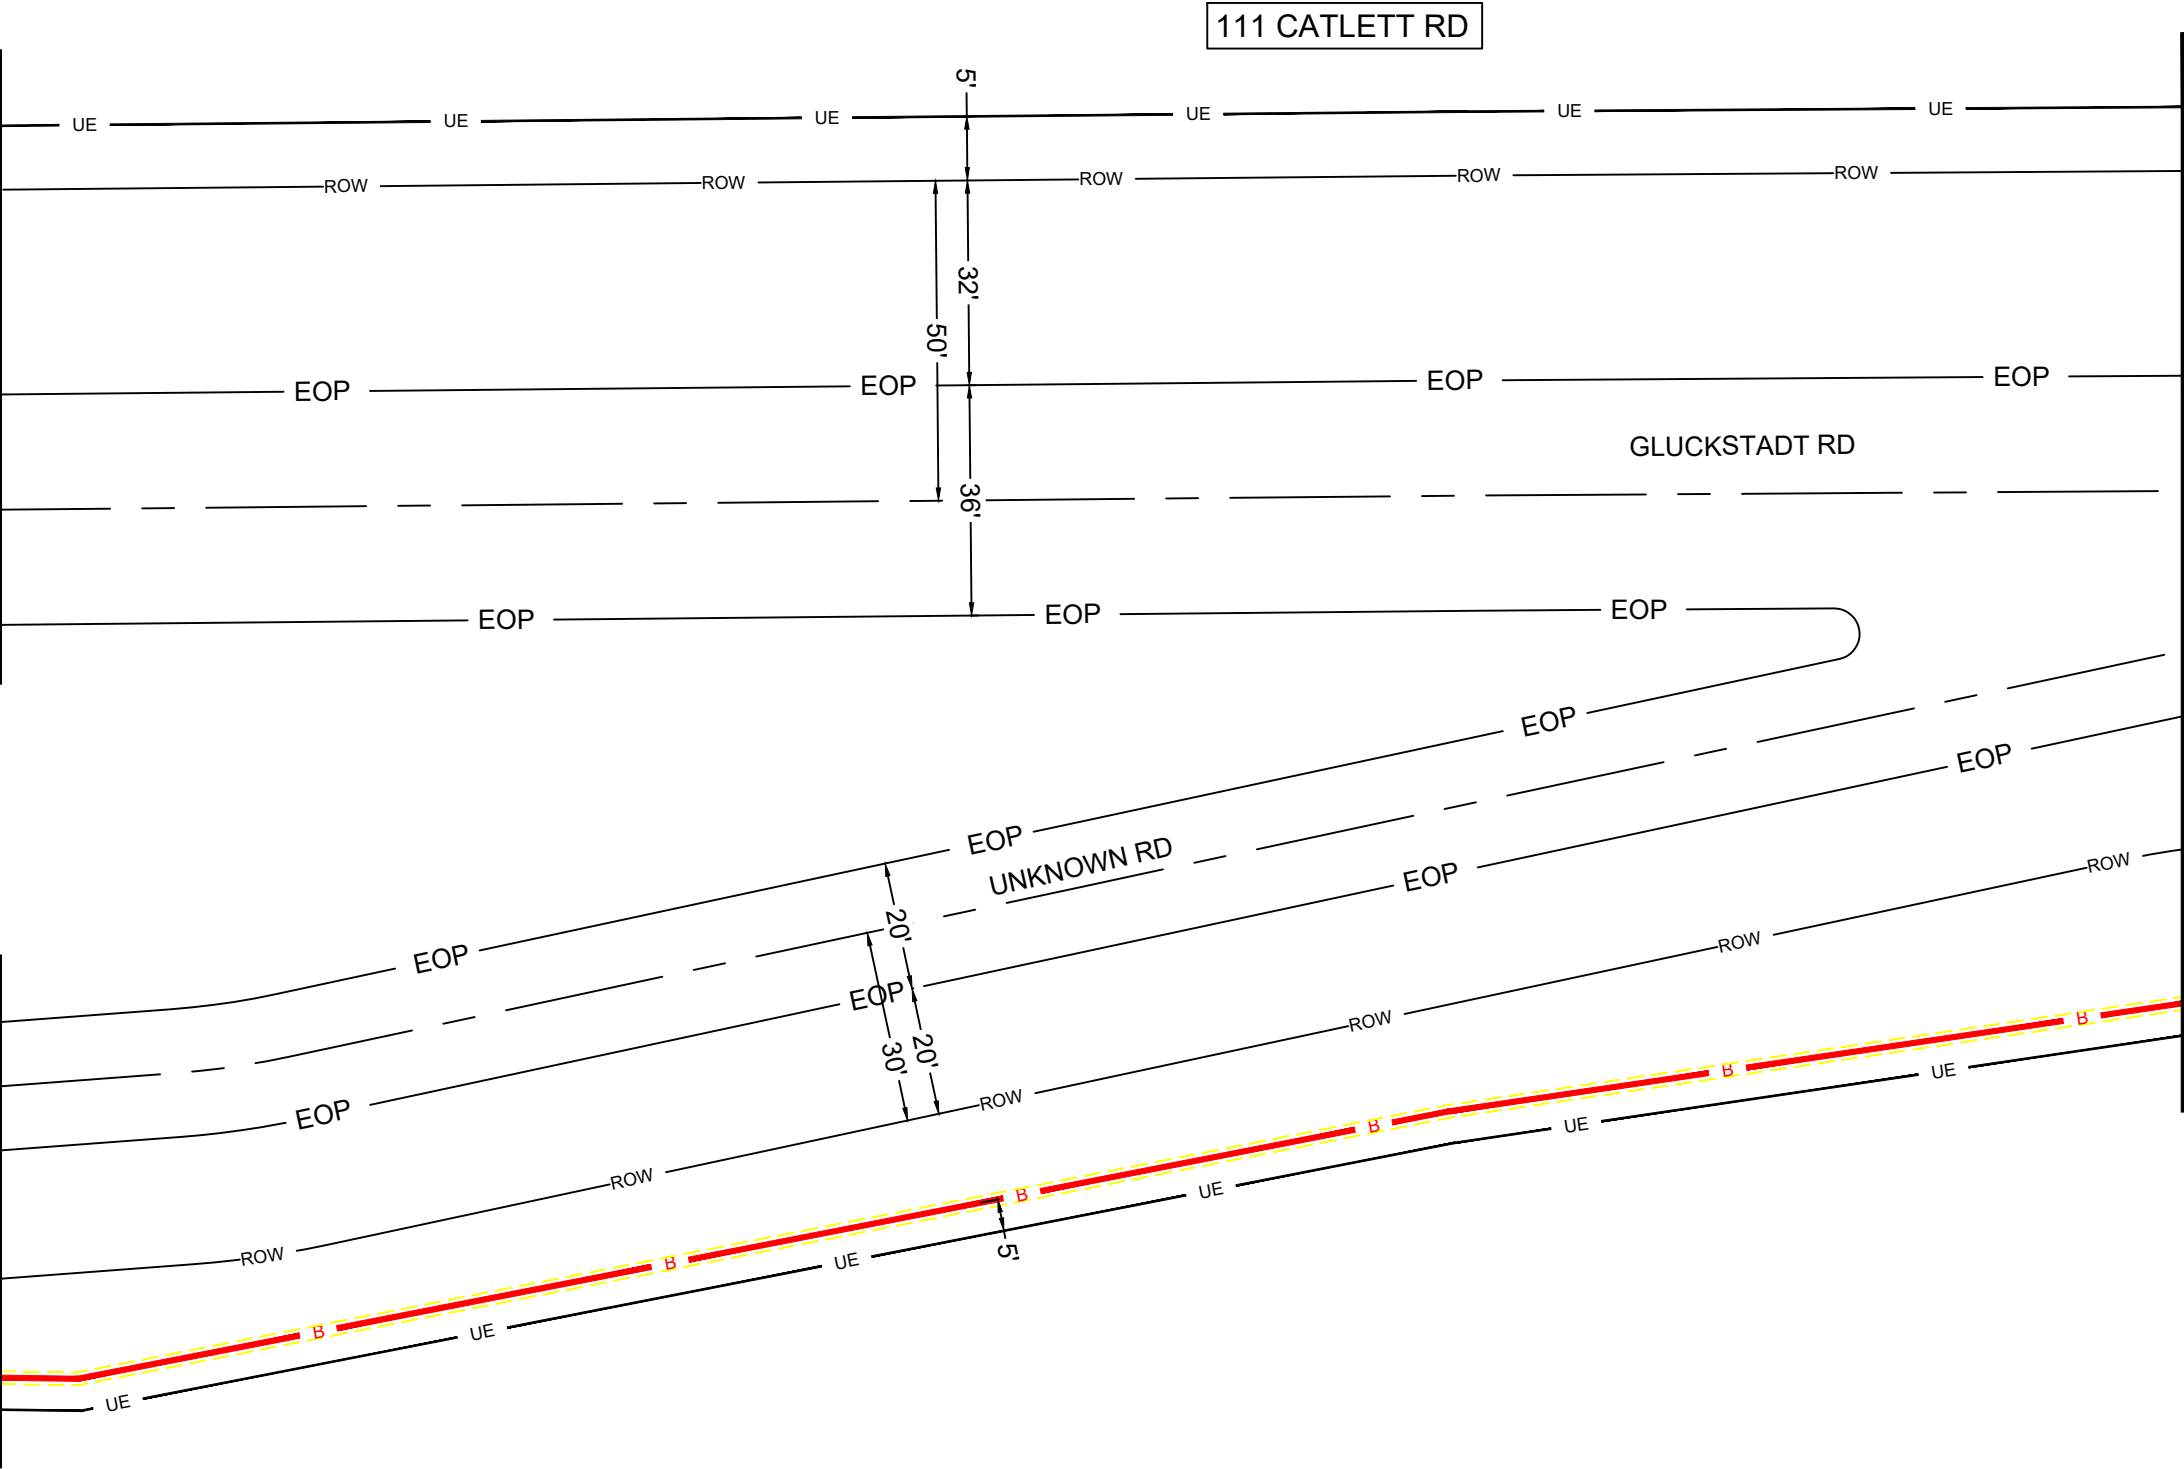 111 CATLETT RD
5'
UE UE UE UE UE UE
ROW ROW ROW ROW ROW
32'
50'
EOP EOP EOP EOP
GLUCKSTADT RD
36'
EOP EOP EOP
EOP EOP EOP EOP
UNKNOWN RD
20'
EOP EOP EOP EOP
30' 20'
ROW ROW ROW ROW ROW ROW
B B B B B B
5'
UE UE UE UE UE UE